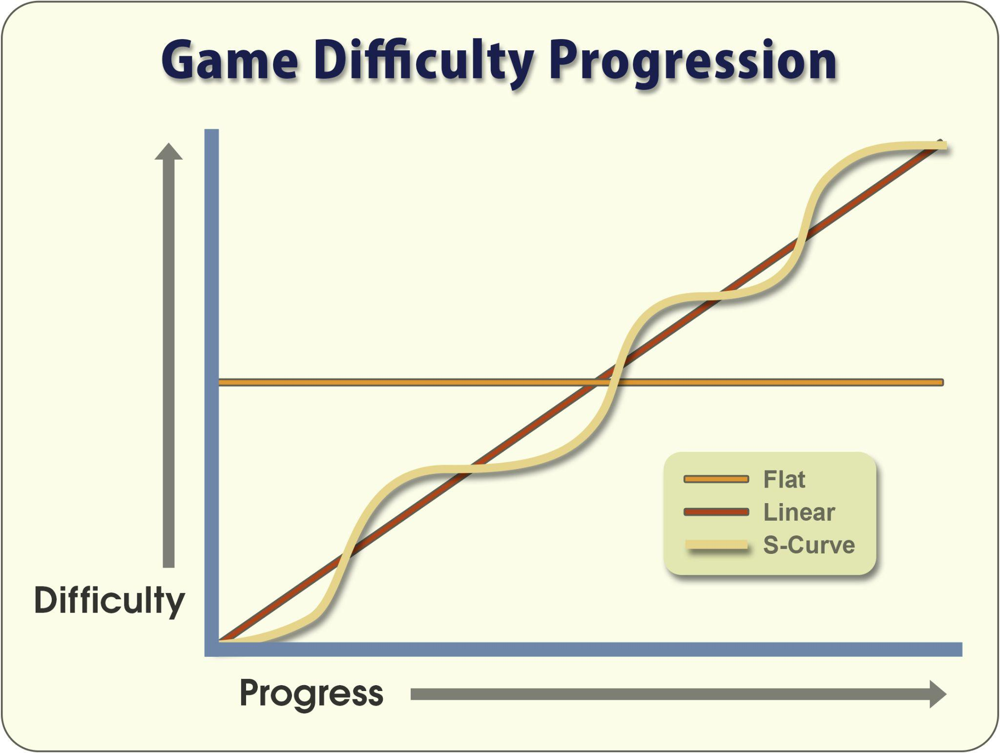 Game Difficulty Progression
Flat
Linear
S-Curve
Difficulty
Progress